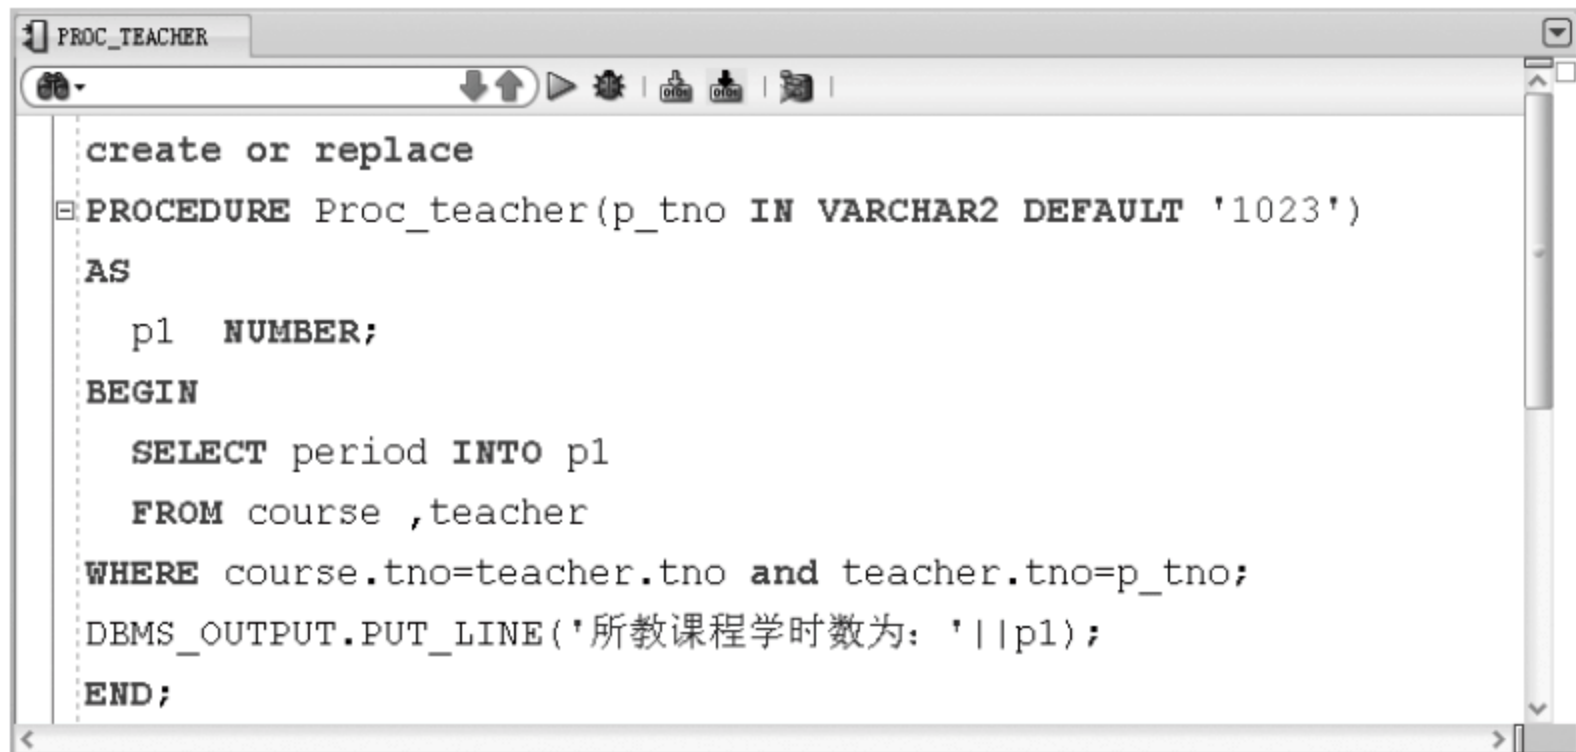 PROC_TEACHER
create or replace
PROCEDURE Proc_teacher(p_tno IN VARCHAR2 DEFAULT '1023')
AS
p1 NUMBER;
BEGIN
SELECT period INTO p1
FROM course ,teacher
WHERE course.tno=teacher.tno and teacher.tno=p_tno;
DBMS_OUTPUT.PUT_LINE('所教课程学时数为: '||p1);
END;